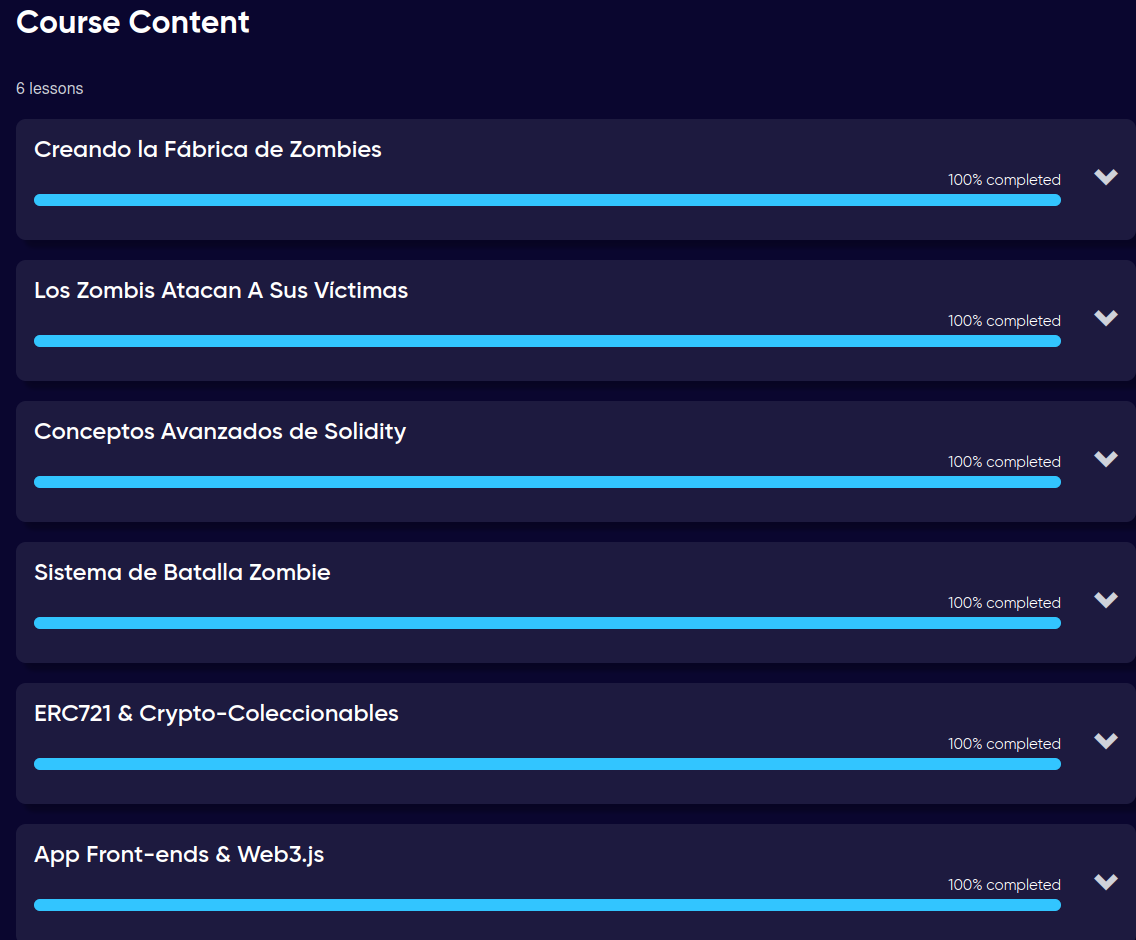 Course Content
6 lessons
Creando la Fábrica de Zombies
100% completed
Los Zombis Atacan A Sus Víctimas
100% completed
Conceptos Avanzados de Solidity
100% completed
Sistema de Batalla Zombie
100% completed
ERC721 & Crypto-Coleccionables
100% completed
App Front-ends & Web3.js
100% completed